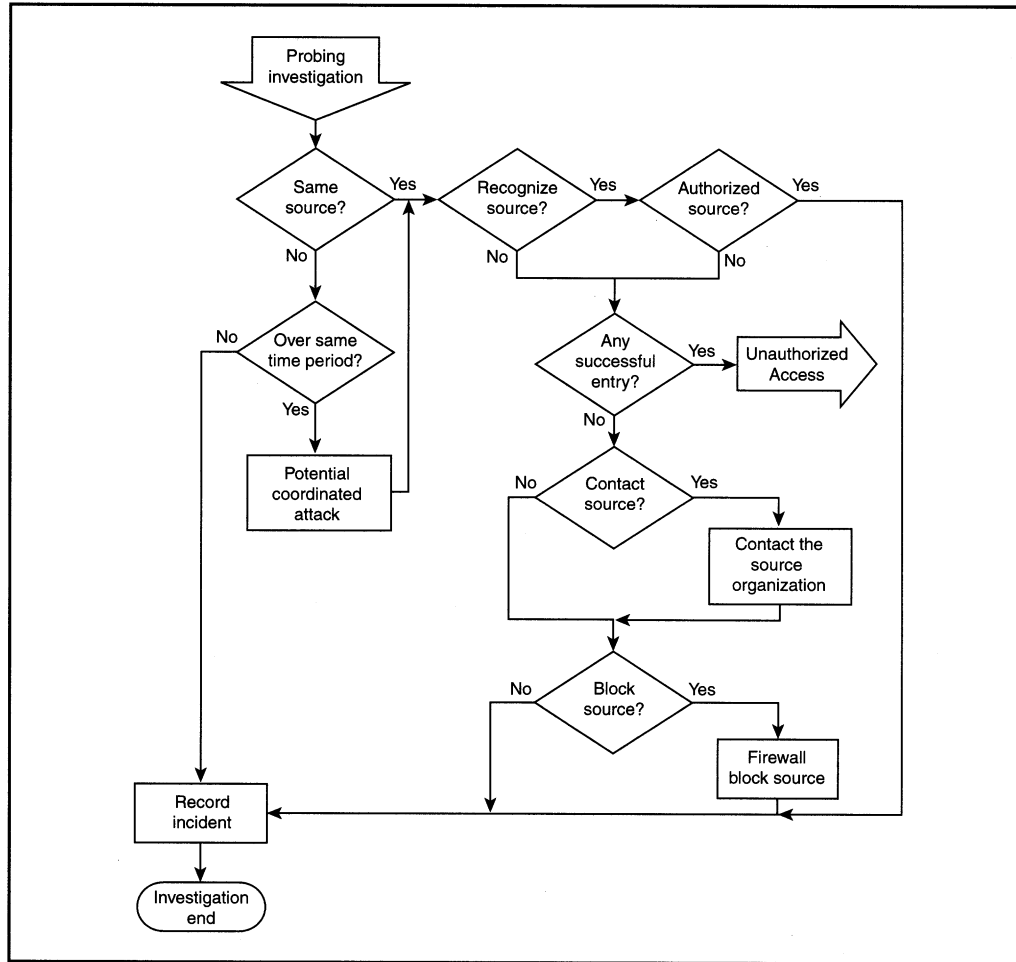 Probing
investigation
Same
source?
Yes
Recognize
source?
Yes
Authorized
source?
Yes
No
No
No
Over same
time period?
No
Yes
Any
successful
entry?
Yes
Unauthorized
Access
No
Potential
coordinated
attack
Contact
source?
No
Yes
Contact the
source
organization
Block
source?
No
Yes
Firewall
block source
Record
incident
Investigation
end